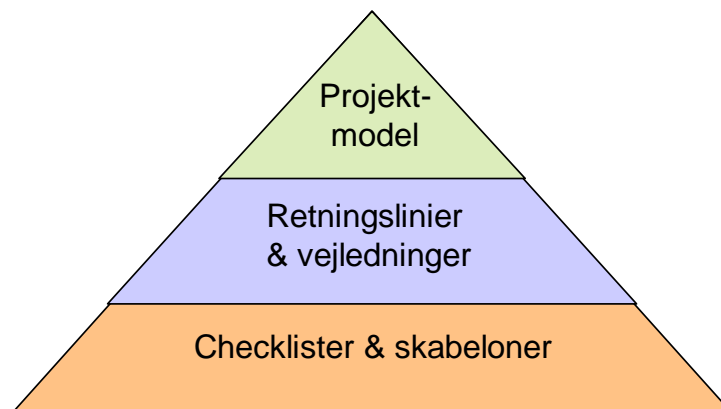 Projekt-
model
Retningslinier
& vejledninger
Checklister & skabeloner